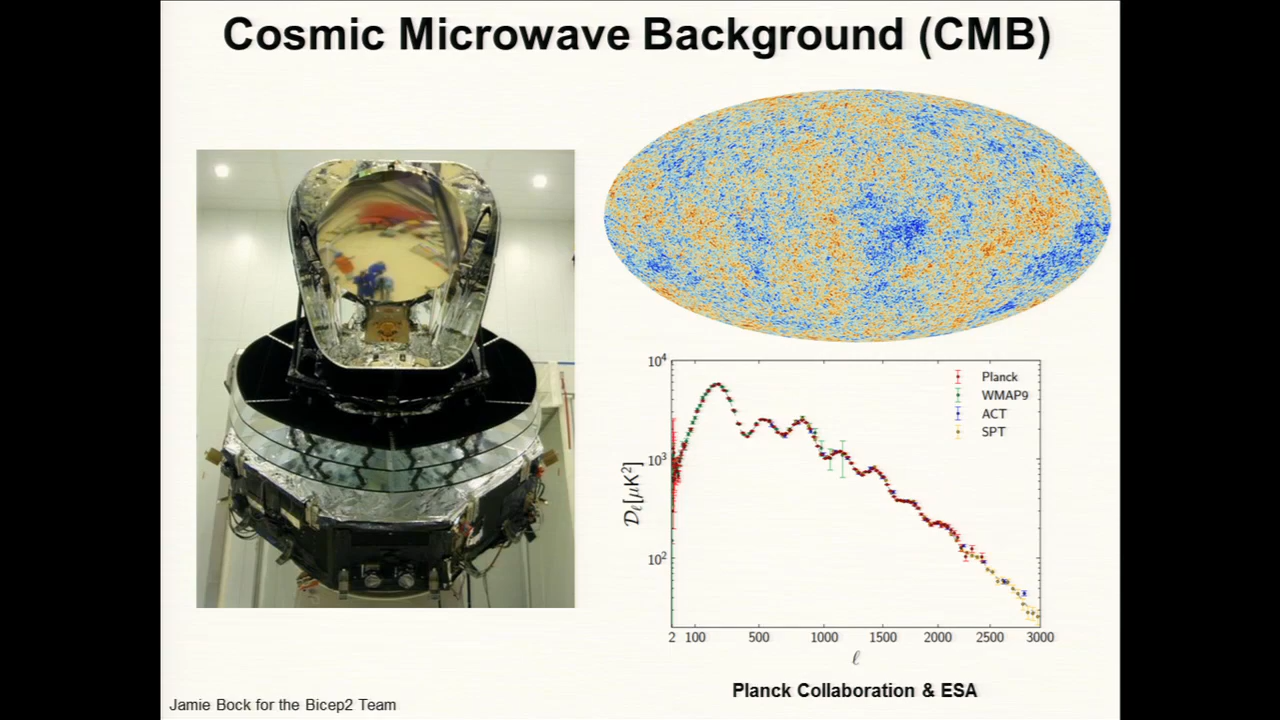 Cosmic Microwave Background (CMB)
10⁴
Planck
WMAP9
ACT
SPT
10³
𝒟ℓ[μK²]
10²
2 100 500 1000 1500 2000 2500 3000
ℓ
Planck Collaboration & ESA
Jamie Bock for the Bicep2 Team